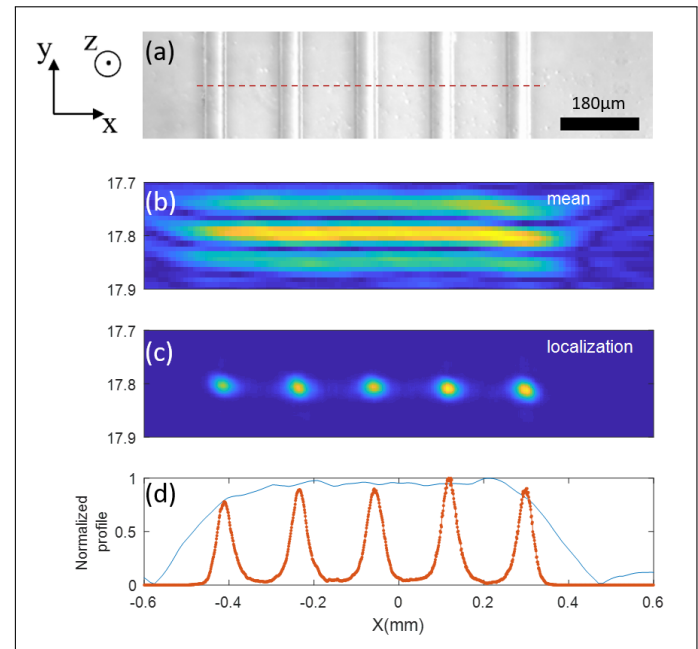 (a)
z
y
x
180μm
17.7
(b)
mean
17.8
17.9
17.7
(c)
localization
17.8
17.9
1
(d)
Normalized
profile
0.5
0
-0.6
-0.4
-0.2
0
0.2
0.4
0.6
X(mm)